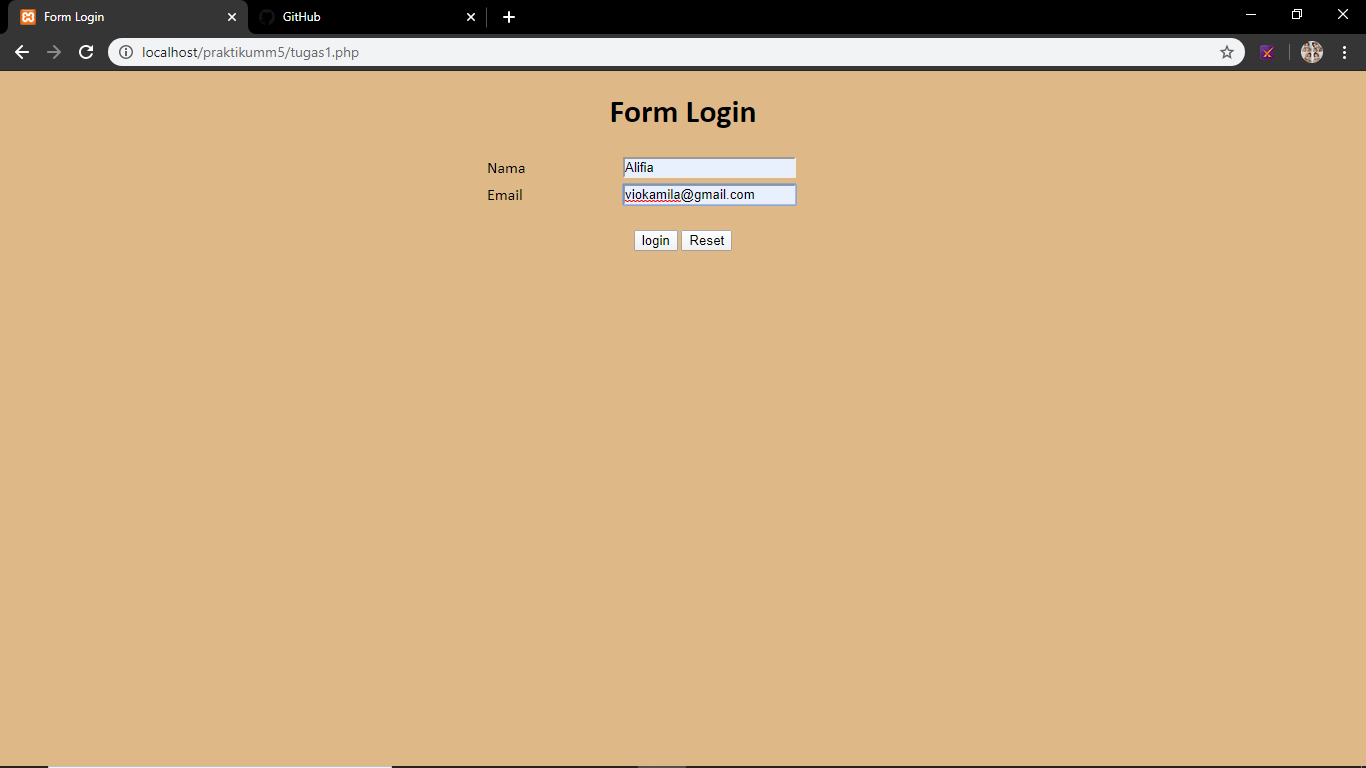 Form Login
GitHub
localhost/praktikumm5/tugas1.php
Form Login
Nama Alifia
Email viokamila@gmail.com
login Reset